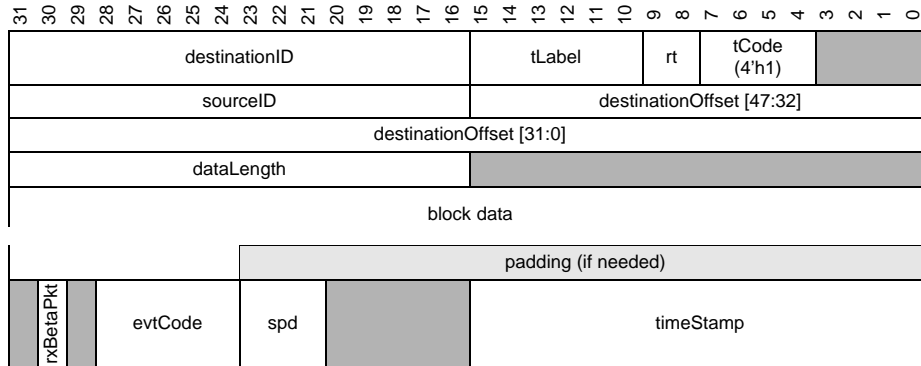 31 30 29 28 27 26 25 24 23 22 21 20 19 18 17 16 15 14 13 12 11 10 9 8 7 6 5 4 3 2 1 0
destinationID tLabel rt tCode
(4'h1)
sourceID destinationOffset [47:32]
destinationOffset [31:0]
dataLength
block data
padding (if needed)
rxBetaPkt evtCode spd timeStamp